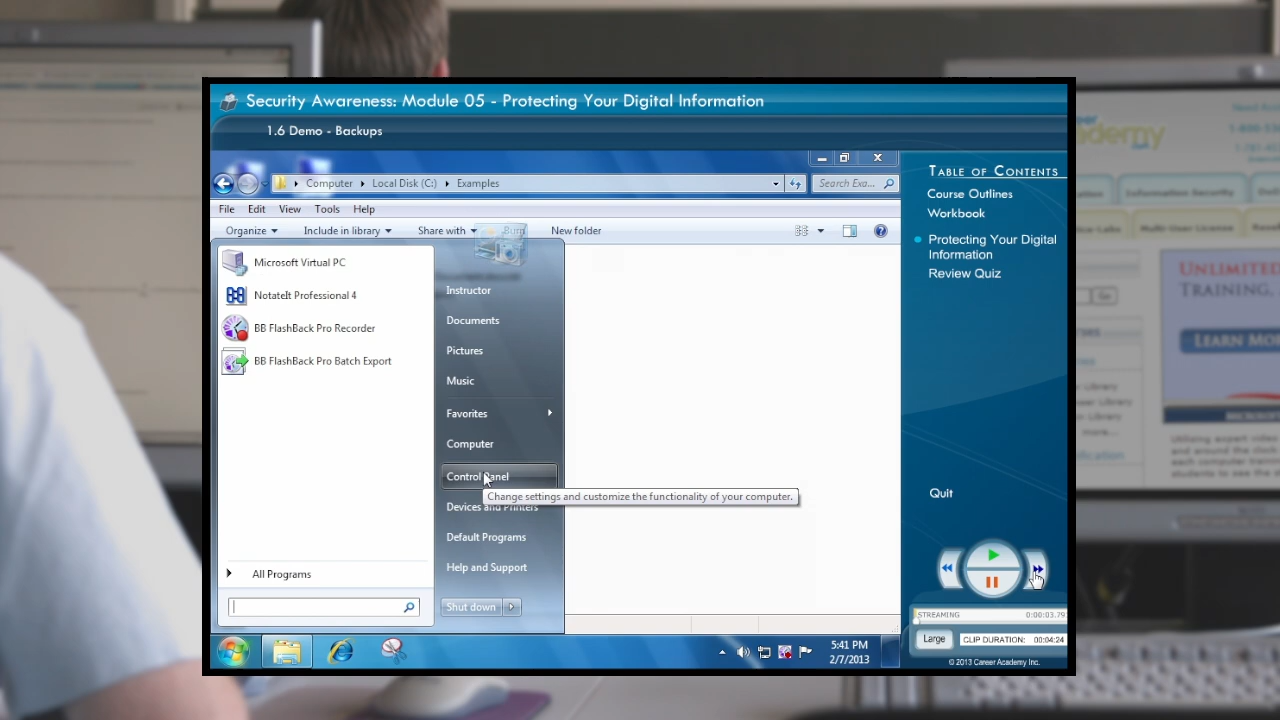 Security Awareness: Module 05 - Protecting Your Digital Information
1.6 Demo - Backups
Computer
Local Disk (C:)
Examples
Search Exa...
File Edit View Tools Help
Organize
Include in library
Share with
Burn
New folder
Microsoft Virtual PC
NotateIt Professional 4
BB FlashBack Pro Recorder
BB FlashBack Pro Batch Export
All Programs
Instructor
Documents
Pictures
Music
Favorites
Computer
Control Panel
Change settings and customize the functionality of your computer.
Devices and Printers
Default Programs
Help and Support
Shut down
5:41 PM
2/7/2013
TABLE OF CONTENTS
Course Outlines
Workbook
Protecting Your Digital
Information
Review Quiz
Quit
STREAMING 0:00:03.79
Large
CLIP DURATION: 00:04:24
© 2013 Career Academy Inc.
UNLIMITED
TRAINING,
LEARN MO